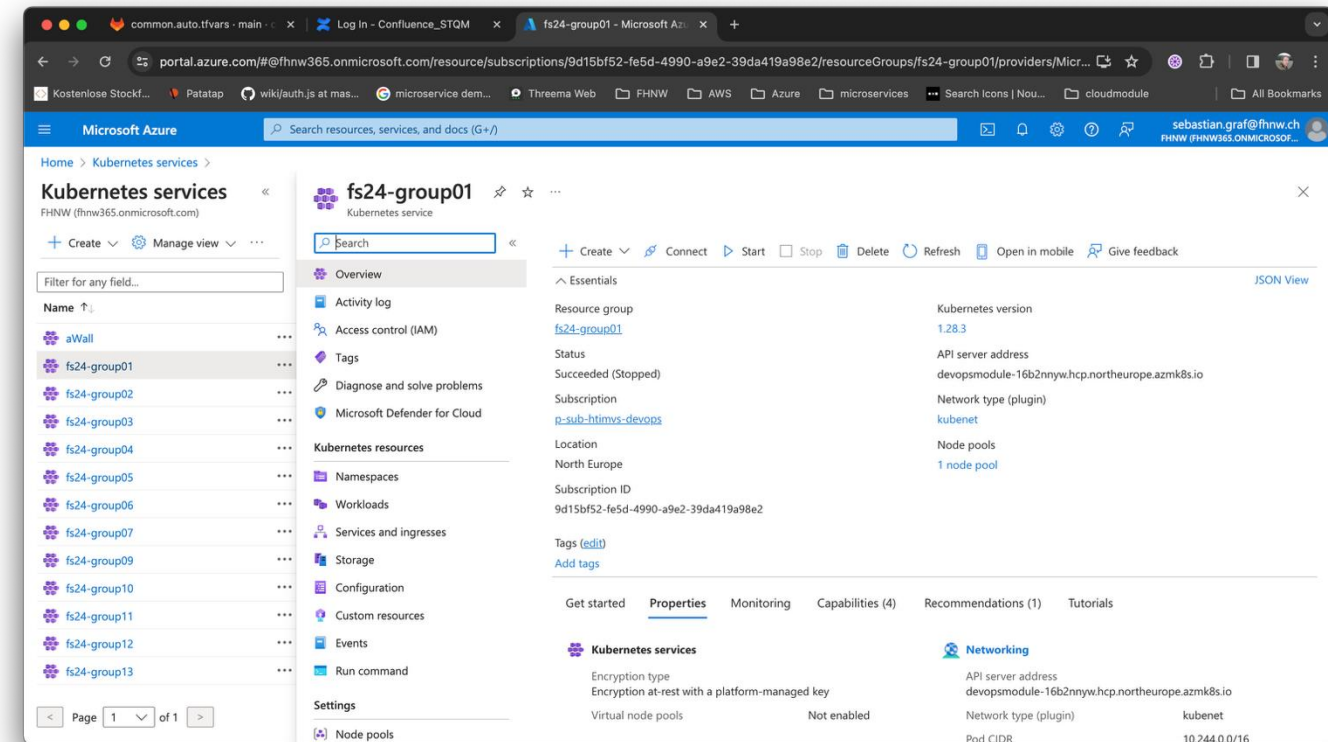 common.auto.tfvars · main · c
Log In - Confluence_STQM
fs24-group01 - Microsoft Azu
portal.azure.com/#@fhnw365.onmicrosoft.com/resource/subscriptions/9d15bf52-fe5d-4990-a9e2-39da419a98e2/resourceGroups/fs24-group01/providers/Micr...
Kostenlose Stockf...
Patatap
wiki/auth.js at mas...
microservice dem...
Threema Web
FHNW
AWS
Azure
microservices
Search Icons | Nou...
cloudmodule
All Bookmarks
Microsoft Azure
Search resources, services, and docs (G+/)
sebastian.graf@fhnw.ch
FHNW (FHNW365.ONMICROSOF...
Home > Kubernetes services >
Kubernetes services
«
FHNW (fhnw365.onmicrosoft.com)
+ Create
Manage view
...
Filter for any field...
Name ↑↓
aWall
...
fs24-group01
...
fs24-group02
...
fs24-group03
...
fs24-group04
...
fs24-group05
...
fs24-group06
...
fs24-group07
...
fs24-group09
...
fs24-group10
...
fs24-group11
...
fs24-group12
...
fs24-group13
...
< Page 1 of 1 >
fs24-group01
...
Kubernetes service
Search
«
Overview
Activity log
Access control (IAM)
Tags
Diagnose and solve problems
Microsoft Defender for Cloud
Kubernetes resources
Namespaces
Workloads
Services and ingresses
Storage
Configuration
Custom resources
Events
Run command
Settings
Node pools
+ Create
Connect
Start
Stop
Delete
Refresh
Open in mobile
Give feedback
Essentials
JSON View
Resource group
fs24-group01
Status
Succeeded (Stopped)
Subscription
p-sub-htimvs-devops
Location
North Europe
Subscription ID
9d15bf52-fe5d-4990-a9e2-39da419a98e2
Kubernetes version
1.28.3
API server address
devopsmodule-16b2nnyw.hcp.northeurope.azmk8s.io
Network type (plugin)
kubenet
Node pools
1 node pool
Tags (edit)
Add tags
Get started
Properties
Monitoring
Capabilities (4)
Recommendations (1)
Tutorials
Kubernetes services
Encryption type
Encryption at-rest with a platform-managed key
Virtual node pools
Not enabled
Networking
API server address
devopsmodule-16b2nnyw.hcp.northeurope.azmk8s.io
Network type (plugin)
kubenet
Pod CIDR
10.244.0.0/16